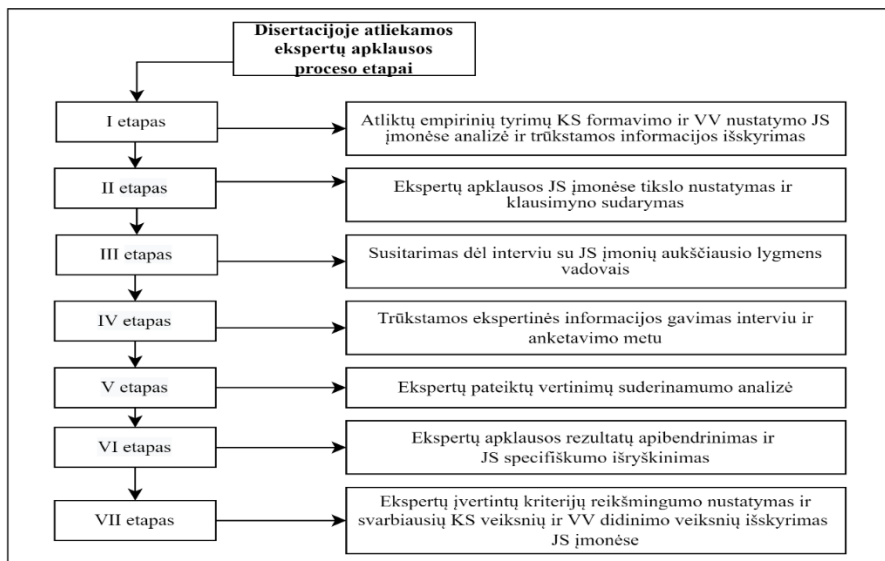 Disertacijoje atliekamos
ekspertų apklausos
proceso etapai
I etapas
Atliktų empirinių tyrimų KS formavimo ir VV nustatymo JS
įmonėse analizė ir trūkstamos informacijos išskyrimas
II etapas
Ekspertų apklausos JS įmonėse tikslo nustatymas ir
klausimyno sudarymas
III etapas
Susitarimas dėl interviu su JS įmonių aukščiausio lygmens
vadovais
IV etapas
Trūkstamos ekspertinės informacijos gavimas interviu ir
anketavimo metu
V etapas
Ekspertų pateiktų vertinimų suderinamumo analizė
VI etapas
Ekspertų apklausos rezultatų apibendrinimas ir
JS specifiškumo išryškinimas
VII etapas
Ekspertų įvertintų kriterijų reikšmingumo nustatymas ir
svarbiausių KS veiksnių ir VV didinimo veiksnių išskyrimas
JS įmonėse